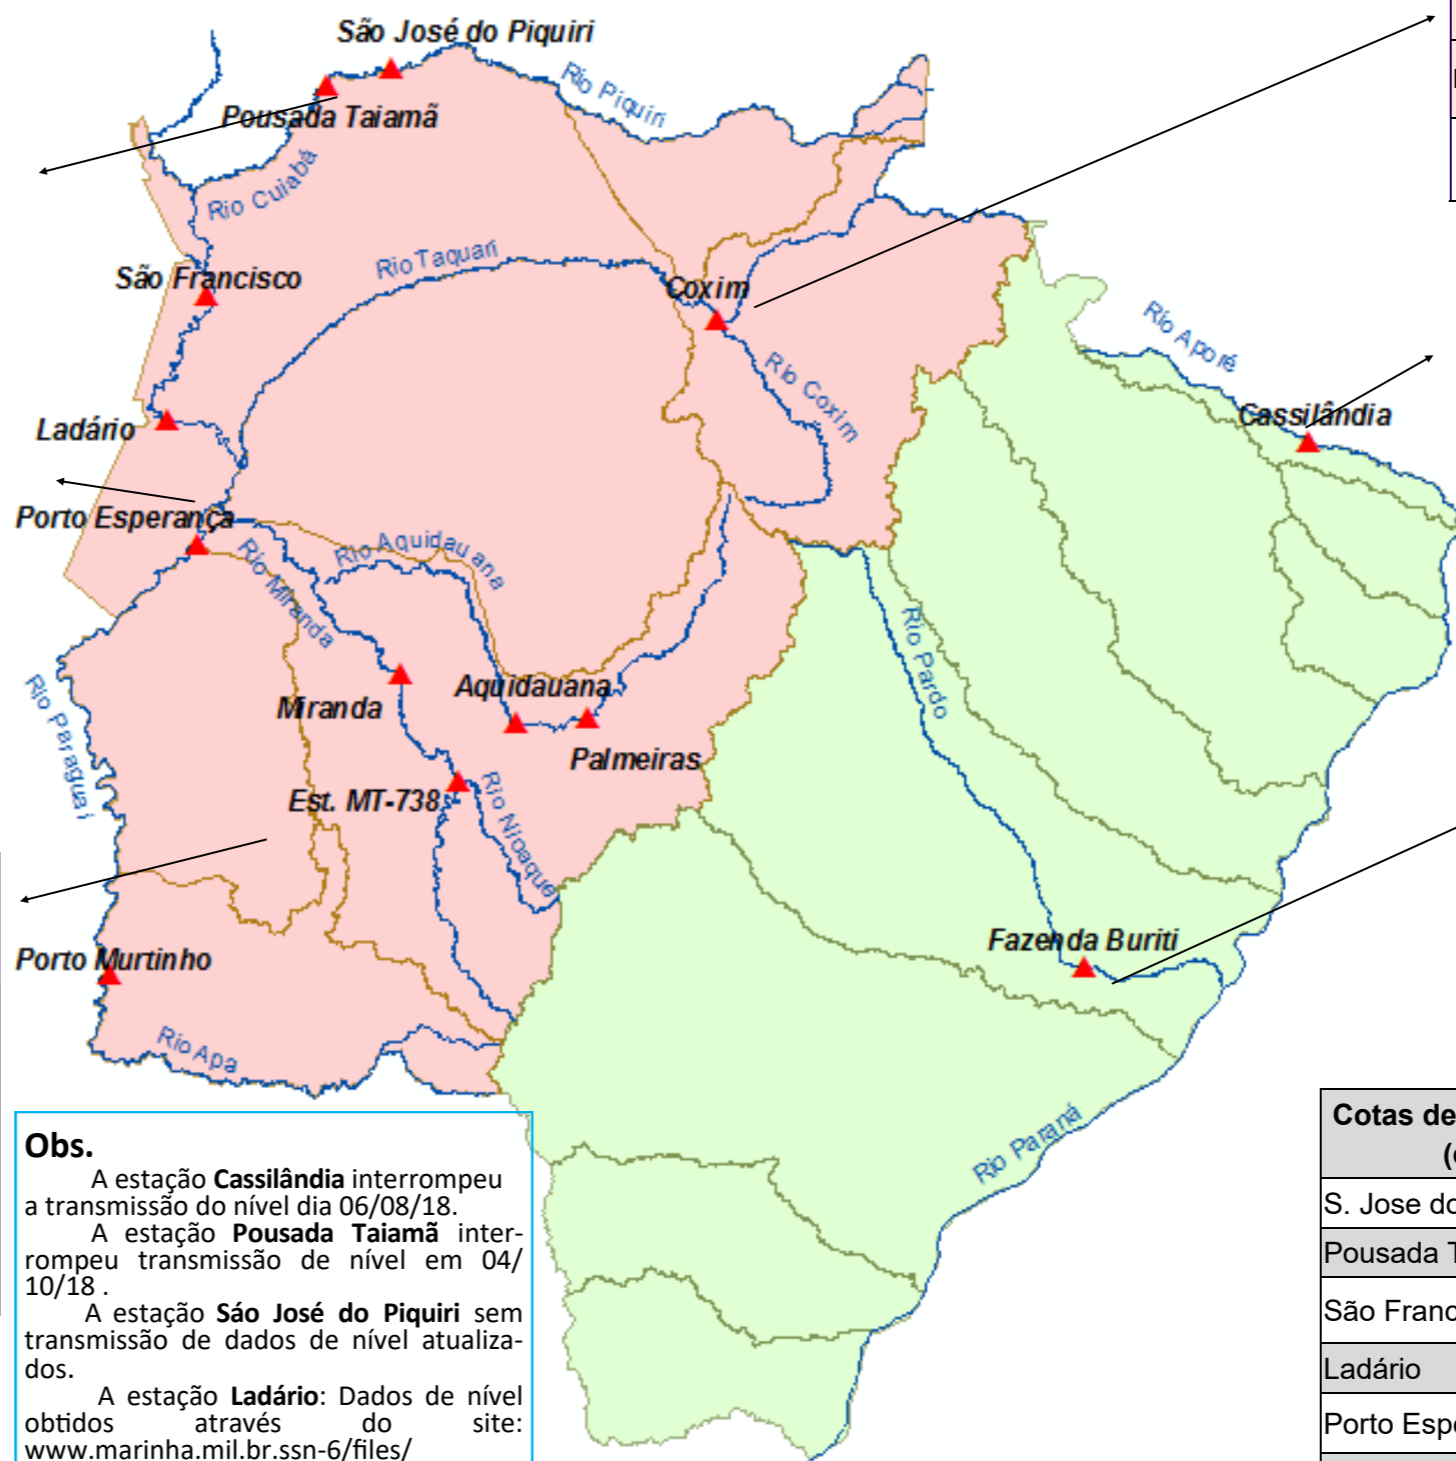 São José do Piquiri
Rio Piquiri
Pousada Taiamã
Rio Cuiabá
São Francisco
Rio Taquari
Coxim
Rio Coxim
Rio Aporé
Cassilândia
Ladário
Porto Esperança
Rio Miranda
Rio Aquidauana
Rio Pardo
Rio Paraguai
Miranda
Aquidauana
Palmeiras
Est. MT-738
Rio Nioaque
Porto Murtinho
Rio Apa
Fazenda Buriti
Rio Paraná
Obs.
A estação Cassilândia interrompeu
a transmissão do nível dia 06/08/18.
A estação Pousada Taiamã inter-
rompeu transmissão de nível em 04/
10/18 .
A estação Sáo José do Piquiri sem
transmissão de dados de nível atualiza-
dos.
A estação Ladário: Dados de nível
obtidos através do site:
www.marinha.mil.br.ssn-6/files/
Cotas de
S. Jose do
Pousada
São Franc
Ladário
Porto Esp